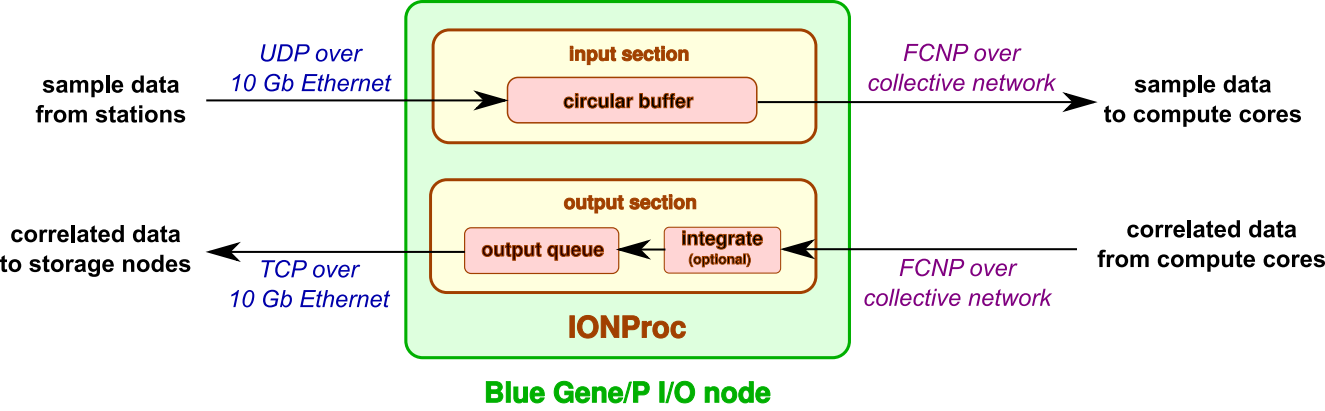 UDP over
10 Gb Ethernet
input section
FCNP over
collective network
sample data
from stations
circular buffer
sample data
to compute cores
output section
correlated data
to storage nodes
output queue
integrate
(optional)
correlated data
from compute cores
TCP over
10 Gb Ethernet
FCNP over
collective network
IONProc
Blue Gene/P I/O node